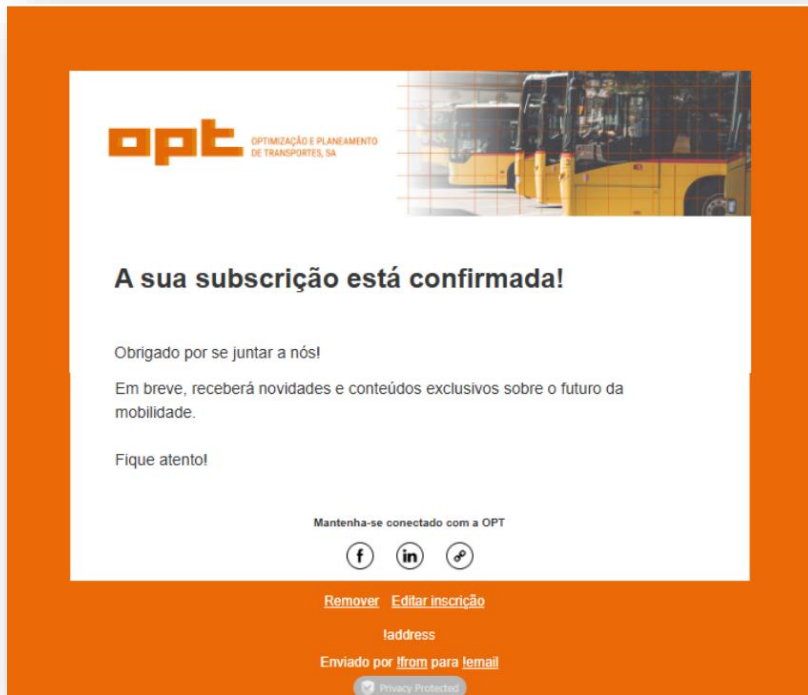 opt OPTIMIZAÇÃO E PLANEAMENTO
DE TRANSPORTES, SA
A sua subscrição está confirmada!
Obrigado por se juntar a nós!
Em breve, receberá novidades e conteúdos exclusivos sobre o futuro da
mobilidade.
Fique atento!
Mantenha-se conectado com a OPT
f in
Remover Editar inscrição
!address
Enviado por !from para !email
Privacy Protected